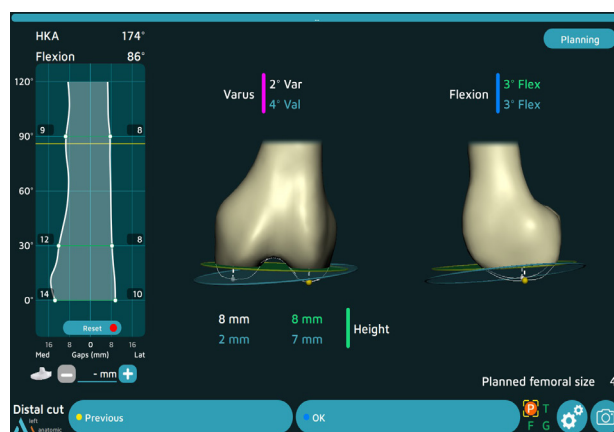 HKA 174°
Flexion 86°
Planning
120°
90°
30°
0°
9 8
12 8
14 10
Reset
16 8 0 8 16
Med Gaps (mm) Lat
- mm +
Varus
2° Var
4° Val
Flexion
3° Flex
3° Flex
8 mm 8 mm
2 mm 7 mm
Height
Planned femoral size 4
Distal cut
left
anatomic
Previous
OK
P T
F G